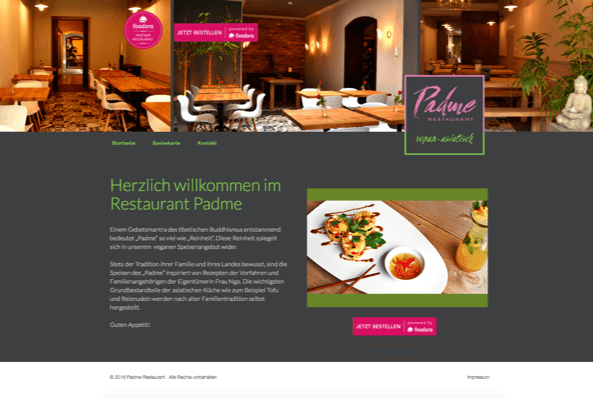 foodora
PARTNER
RESTAURANT
JETZT BESTELLEN powered by foodora
Padme
RESTAURANT
vegan-asiatisch
Startseite Speisekarte Kontakt
Herzlich willkommen im
Restaurant Padme
Einem Gebetsmantra des tibetischen Buddhismus entstammend
bedeutet „Padme" so viel wie „Reinheit". Diese Reinheit spiegelt
sich in unserem veganen Speisenangebot wider.
Stets der Tradition ihrer Familie und ihres Landes bewusst, sind die
Speisen des „Padme" inspiriert von Rezepten der Vorfahren und
Familienangehörigen der Eigentümerin Frau Ngo. Die wichtigsten
Grundbestandteile der asiatischen Küche wie zum Beispiel Tofu
und Reisnudeln werden nach alter Familientradition selbst
hergestellt.
Guten Appetit!
JETZT BESTELLEN powered by foodora
© 2016 Padme Restaurant . Alle Rechte vorbehalten
Impressum